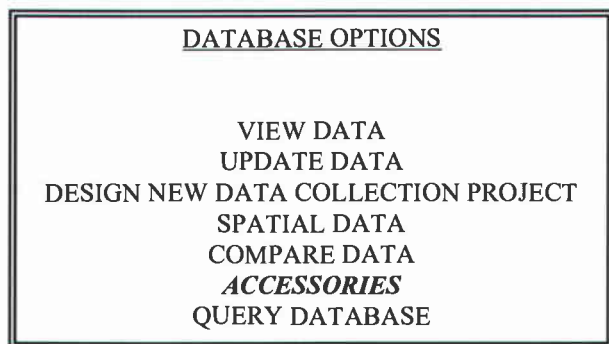 DATABASE OPTIONS
VIEW DATA
UPDATE DATA
DESIGN NEW DATA COLLECTION PROJECT
SPATIAL DATA
COMPARE DATA
ACCESSORIES
QUERY DATABASE